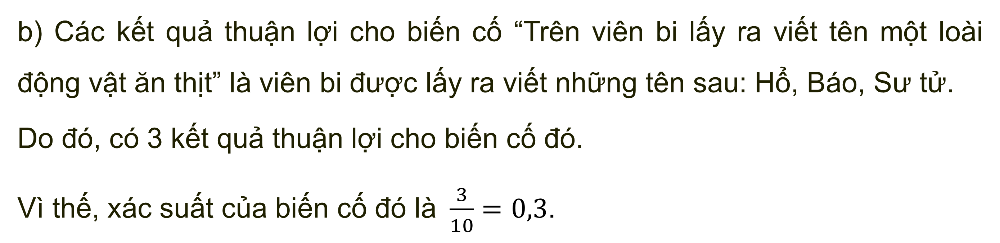 b) Các kết quả thuận lợi cho biến cố “Trên viên bi lấy ra viết tên một loài
động vật ăn thịt” là viên bi được lấy ra viết những tên sau: Hổ, Báo, Sư tử.
Do đó, có 3 kết quả thuận lợi cho biến cố đó.
Vì thế, xác suất của biến cố đó là 3/10 = 0,3.